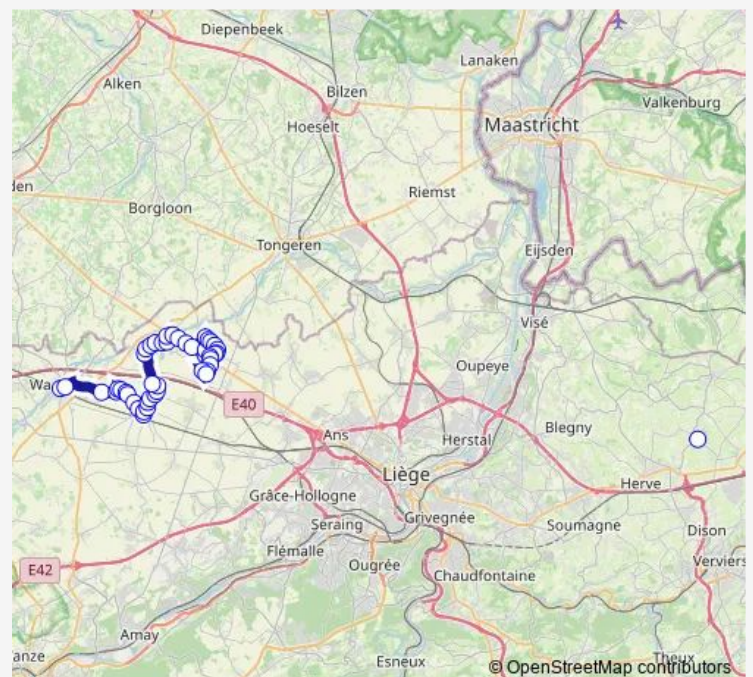 Diepenbeek
Lanaken
Alken
Bilzen
Valkenburg
Hoeselt
Maastricht
Riemst
Borgloon
Tongeren
Eijsden
Visé
Oupeye
Wa
E40
Ans
Herstal
Blegny
Liège
Herve
Grâce-Hollogne
Seraing
Grivegnée
Soumagne
Dison
Flémalle
Verviers
E42
Ougrée
Chaudfontaine
Amay
anze
Esneux
Theux
© OpenStreetMap contributors